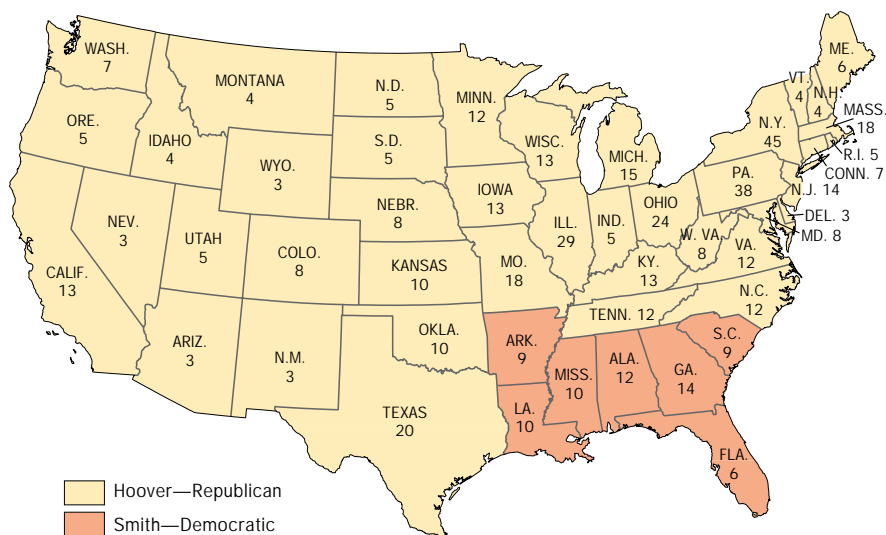 WASH.
7
ORE.
5
CALIF.
13
NEV.
3
IDAHO
4
MONTANA
4
WYO.
3
UTAH
5
COLO.
8
ARIZ.
3
N.M.
3
N.D.
5
S.D.
5
NEBR.
8
KANSAS
10
OKLA.
10
TEXAS
20
MINN.
12
IOWA
13
MO.
18
ARK.
9
LA.
10
WISC.
13
ILL.
29
MICH.
15
IND.
5
OHIO
24
KY.
13
TENN. 12
MISS.
10
ALA.
12
GA.
14
FLA.
6
S.C.
9
N.C.
12
VA.
12
W. VA.
8
PA.
38
N.Y.
45
VT.
4
N.H.
4
ME.
6
MASS.
18
R.I. 5
CONN. 7
N.J. 14
DEL. 3
MD. 8
Hoover—Republican
Smith—Democratic